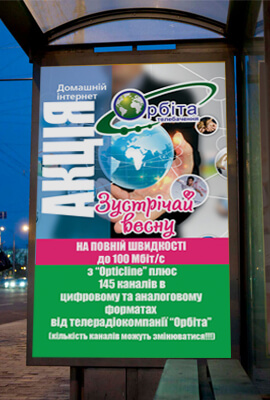 Домашній
інтернет
АКЦІЯ
Орбіта
телебачення
Зустрічай
весну
НА ПОВНІЙ ШВИДКОСТІ
до 100 Мбіт/с
з "Opticline" плюс
145 каналів в
цифровому та аналоговому
форматах
від телерадіокомпанії "Орбіта"
(кількість каналів можуть змінюватися!!!)